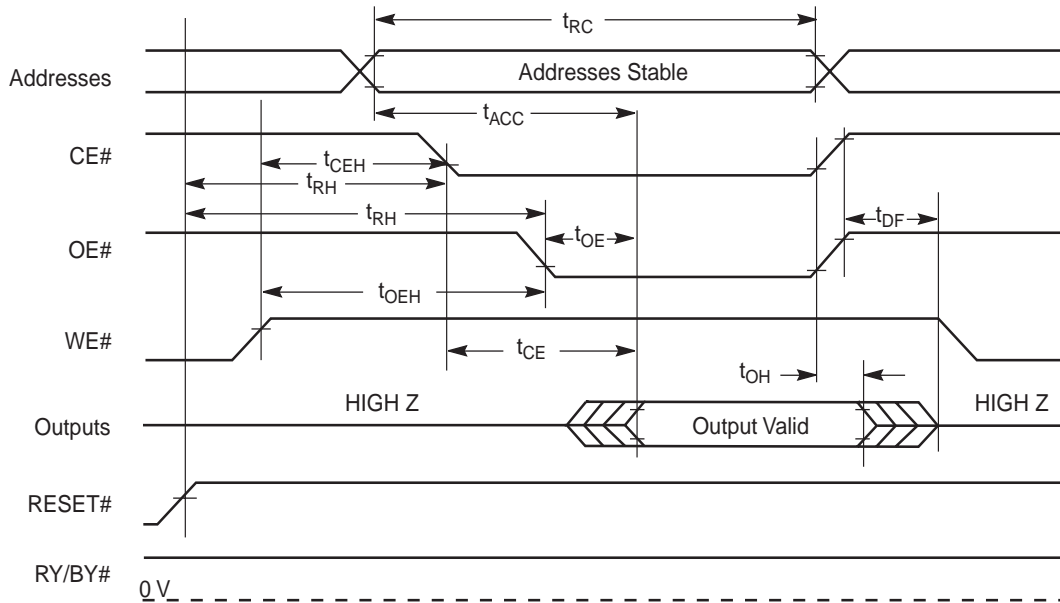 tRC
Addresses
Addresses Stable
tACC
CE#
tCEH
tRH
tRH
OE#
tOE
tDF
tOEH
WE#
tCE
tOH
HIGH Z
HIGH Z
Outputs
Output Valid
RESET#
RY/BY#
0 V